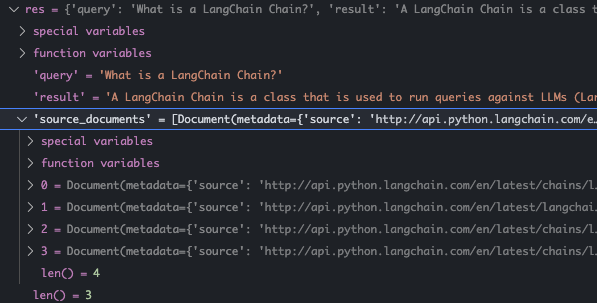 res = {'query': 'What is a LangChain Chain?', 'result': 'A LangChain Chain is a class t
special variables
function variables
'query' = 'What is a LangChain Chain?'
'result' = 'A LangChain Chain is a class that is used to run queries against LLMs (Lan
'source_documents' = [Document(metadata={'source': 'http://api.python.langchain.com/e…
special variables
function variables
0 = Document(metadata={'source': 'http://api.python.langchain.com/en/latest/chains/l…
1 = Document(metadata={'source': 'http://api.python.langchain.com/en/latest/langchai…
2 = Document(metadata={'source': 'http://api.python.langchain.com/en/latest/chains/l…
3 = Document(metadata={'source': 'http://api.python.langchain.com/en/latest/chains/l…
len() = 4
len() = 3